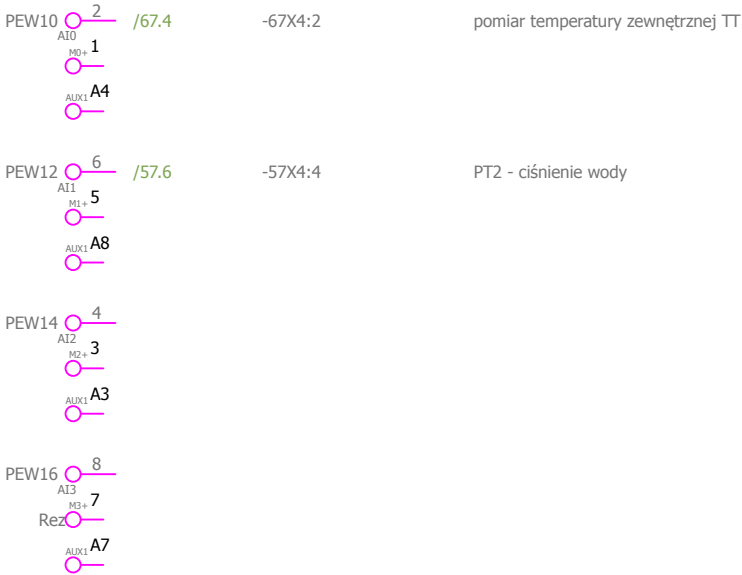 2
PEW10 /67.4 -67X4:2 pomiar temperatury zewnętrznej TT
AI0
M0+ 1
AUX1 A4
6
PEW12 /57.6 -57X4:4 PT2 - ciśnienie wody
AI1
M1+ 5
AUX1 A8
4
PEW14
AI2
M2+ 3
AUX1 A3
8
PEW16
AI3
M3+ 7
Rez
AUX1 A7